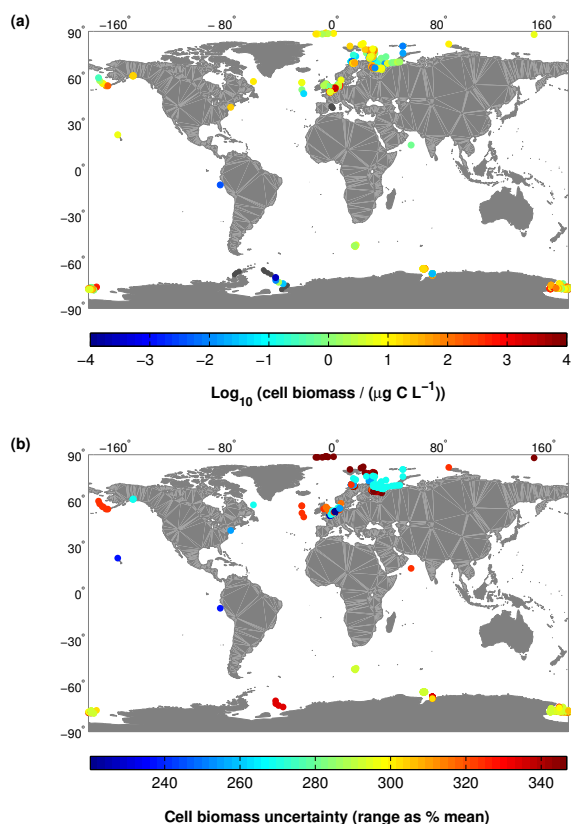 (a)
−160° −80° 0° 80° 160°
90°
60°
30°
0°
−30°
−60°
−90°
−4 −3 −2 −1 0 1 2 3 4
Log10 (cell biomass / (μg C L−1))
(b)
−160° −80° 0° 80° 160°
90°
60°
30°
0°
−30°
−60°
−90°
240 260 280 300 320 340
Cell biomass uncertainty (range as % mean)